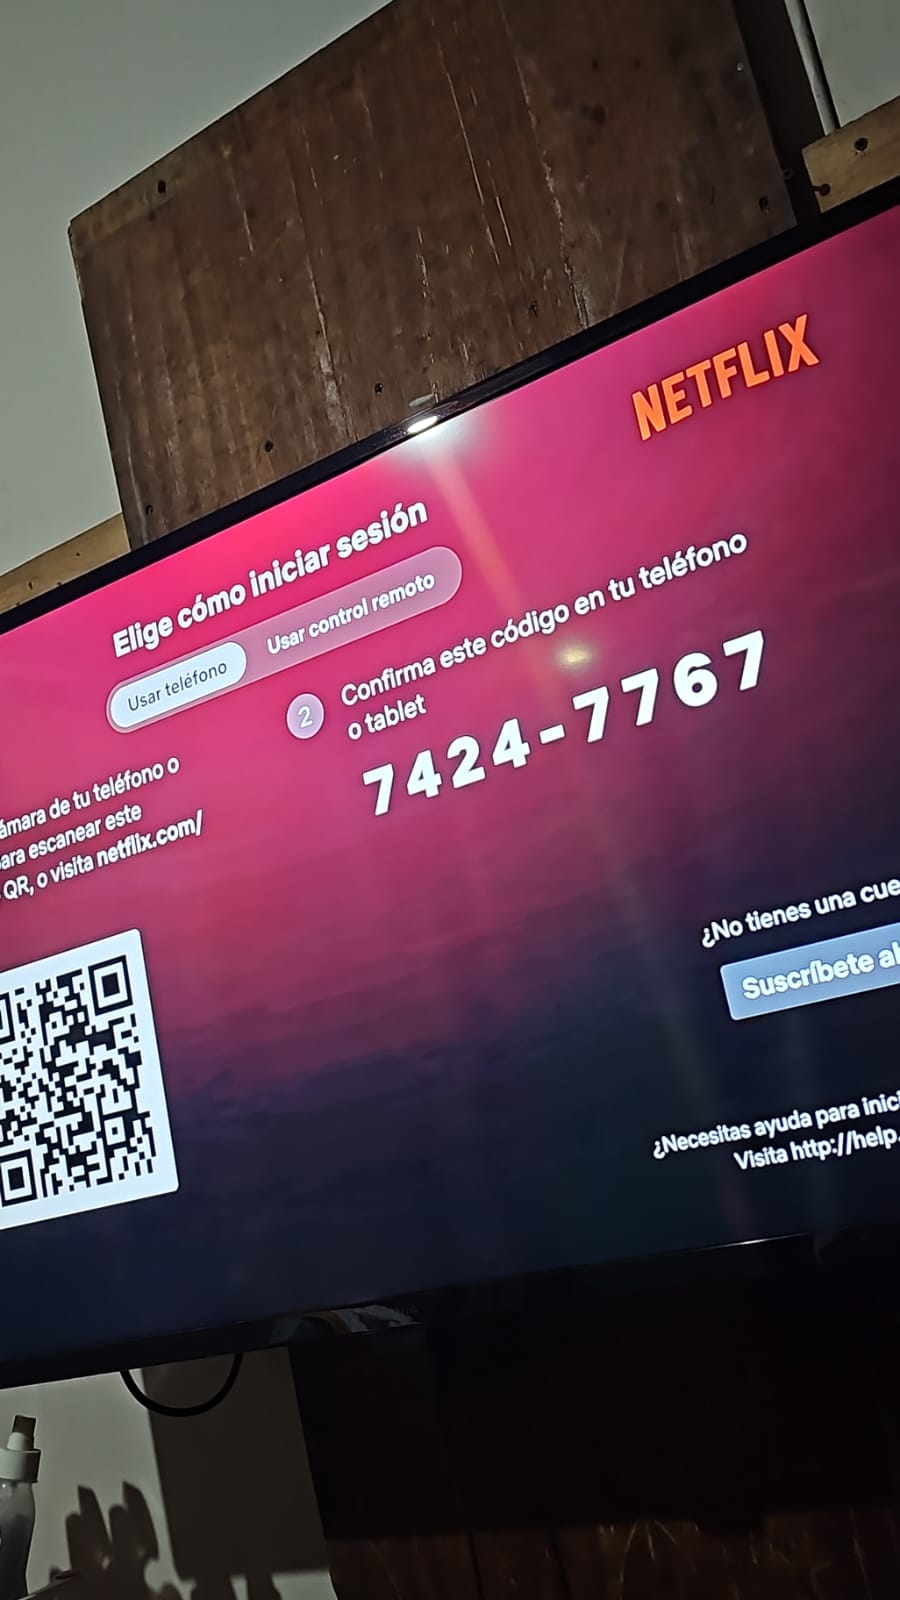 NETFLIX
Elige cómo iniciar sesión
Usar teléfono
Usar control remoto
ámara de tu teléfono o
ara escanear este
QR, o visita netflix.com/
2
Confirma este código en tu teléfono
o tablet
7424-7767
¿No tienes una cue
Suscríbete a
¿Necesitas ayuda para inici
Visita http://help.